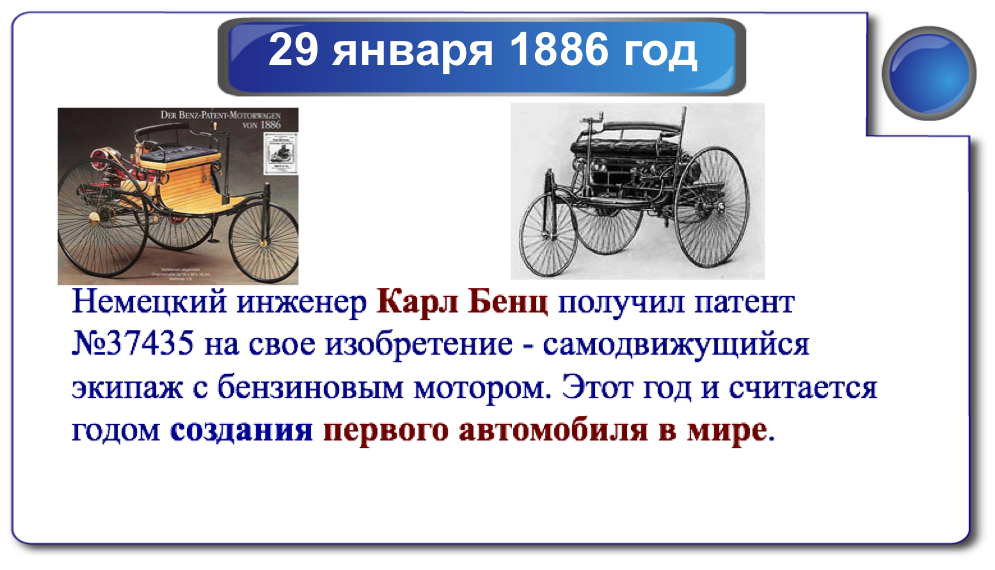 29 января 1886 год
DER BENZ-PATENT-MOTORWAGEN
VON 1886
Немецкий инженер Карл Бенц получил патент
№37435 на свое изобретение - самодвижущийся
экипаж с бензиновым мотором. Этот год и считается
годом создания первого автомобиля в мире.